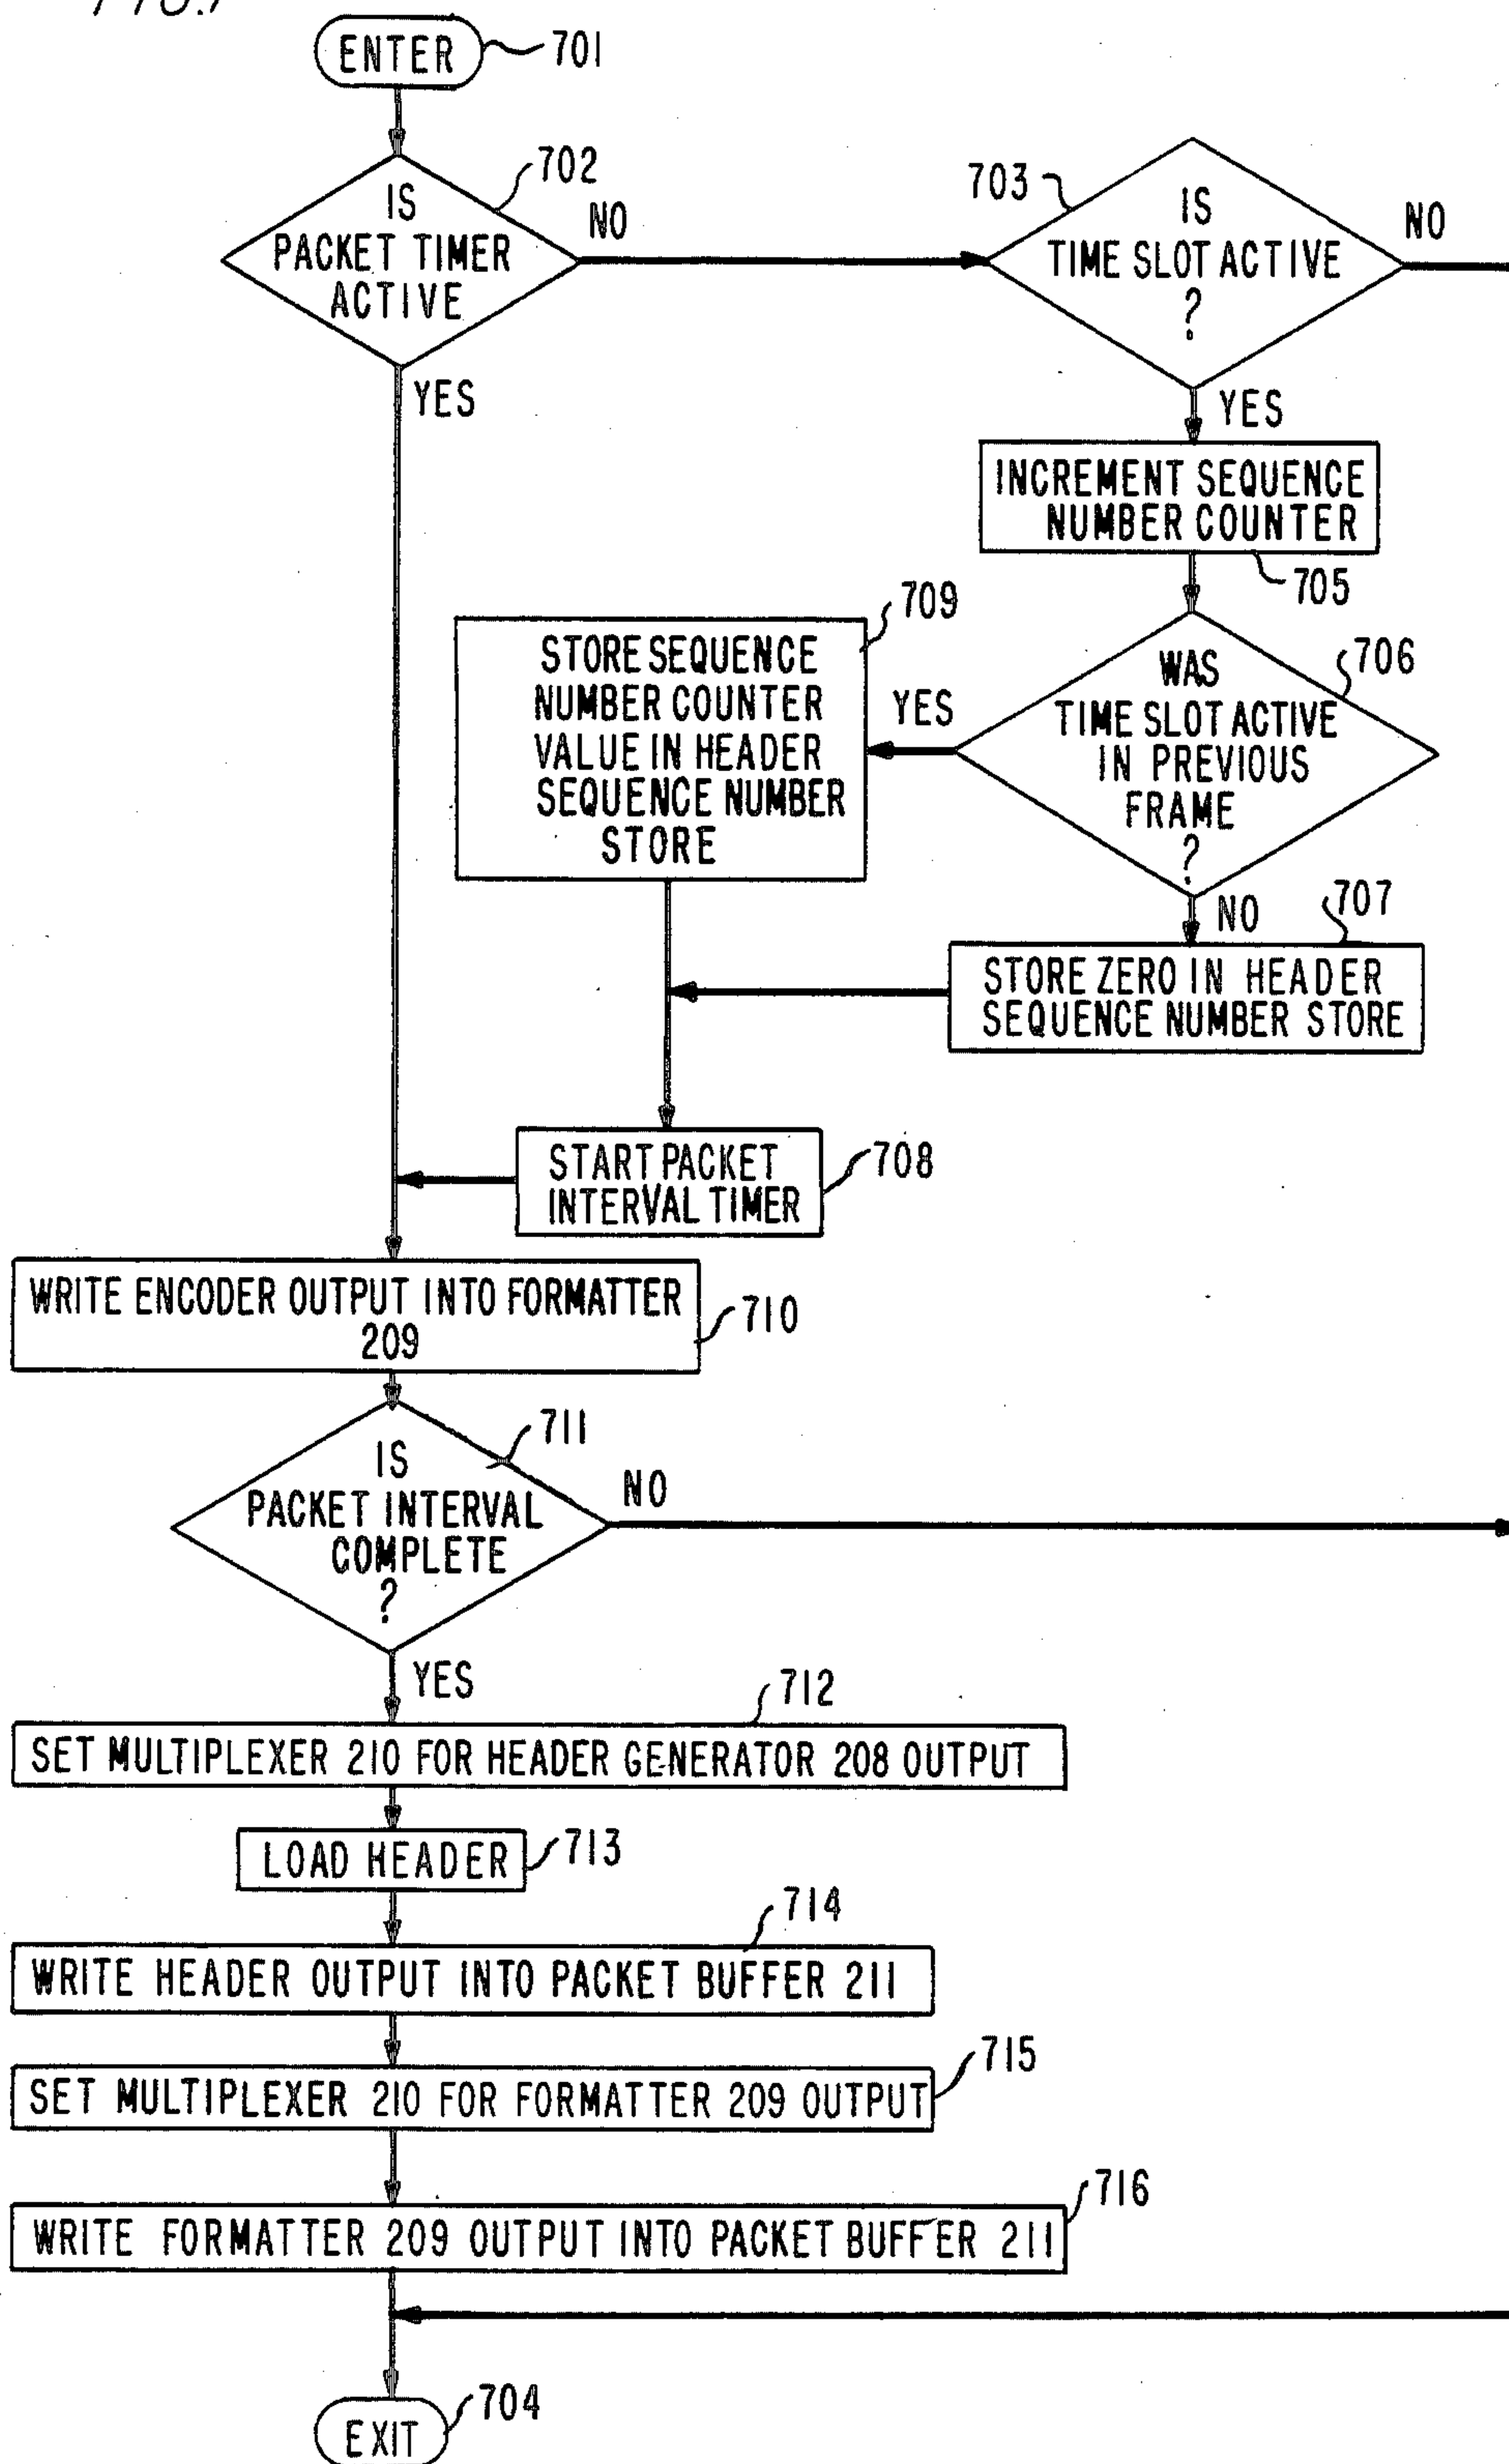 FIG.7
ENTER
701
702
IS
PACKET TIMER
ACTIVE
NO
YES
703
IS
TIME SLOT ACTIVE
?
NO
YES
INCREMENT SEQUENCE
NUMBER COUNTER
705
706
WAS
TIME SLOT ACTIVE
IN PREVIOUS
FRAME
?
YES
NO
709
STORE SEQUENCE
NUMBER COUNTER
VALUE IN HEADER
SEQUENCE NUMBER
STORE
707
STORE ZERO IN HEADER
SEQUENCE NUMBER STORE
START PACKET
INTERVAL TIMER
708
WRITE ENCODER OUTPUT INTO FORMATTER
209
710
711
IS
PACKET INTERVAL
COMPLETE
?
NO
YES
712
SET MULTIPLEXER 210 FOR HEADER GENERATOR 208 OUTPUT
LOAD HEADER
713
714
WRITE HEADER OUTPUT INTO PACKET BUFFER 211
715
SET MULTIPLEXER 210 FOR FORMATTER 209 OUTPUT
716
WRITE FORMATTER 209 OUTPUT INTO PACKET BUFFER 211
EXIT
704